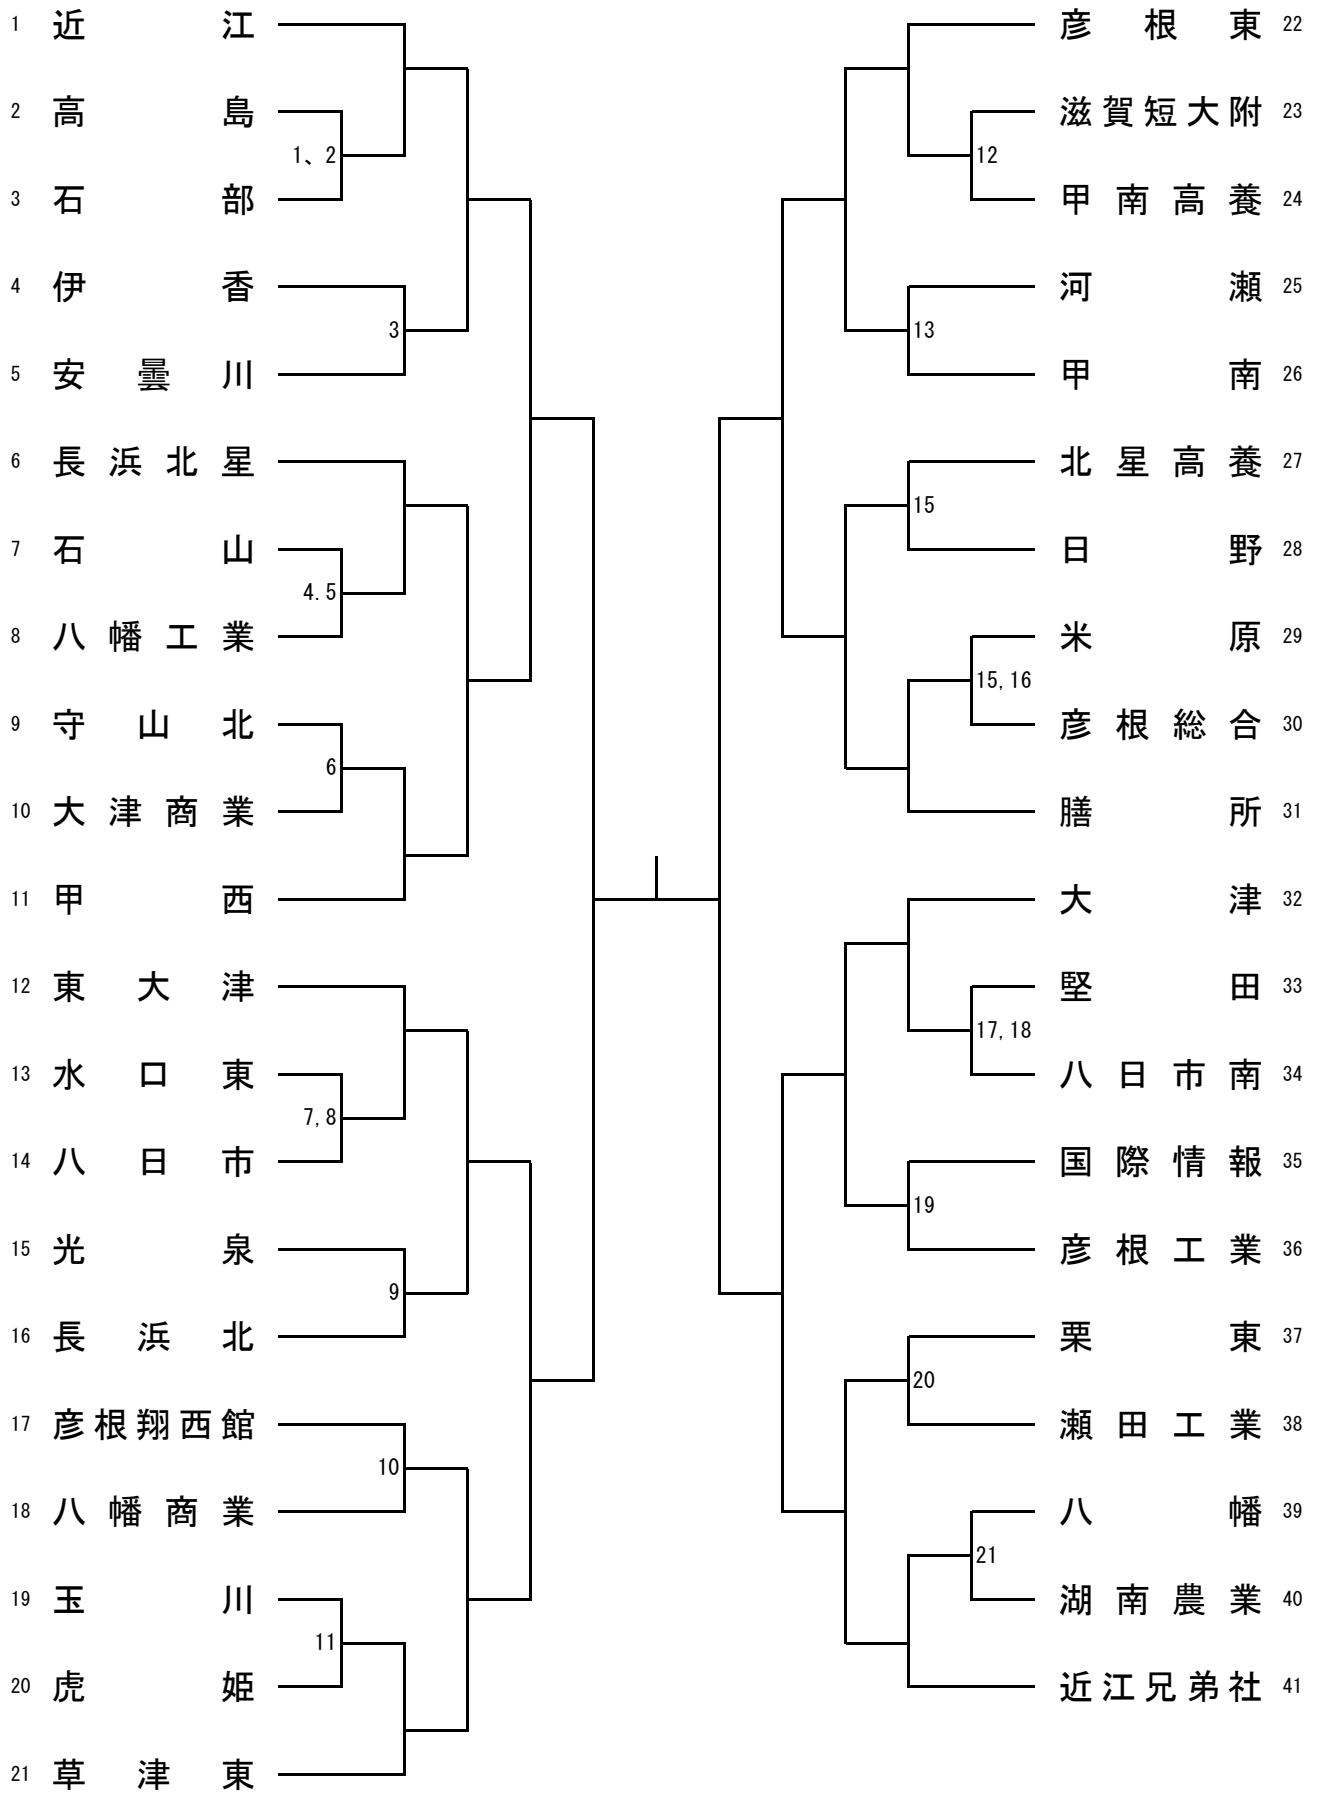 1 近江
2 高島
1、2
3 石部
4 伊香
3
5 安曇川
6 長浜北星
7 石山
4.5
8 八幡工業
9 守山北
6
10 大津商業
11 甲西
12 東大津
13 水口東
7,8
14 八日市
15 光泉
9
16 長浜北
17 彦根翔西館
10
18 八幡商業
19 玉川
11
20 虎姫
21 草津東
彦根東 22
滋賀短大附 23
12
甲南高養 24
河瀬 25
13
甲南 26
北星高養 27
15
日野 28
米原 29
15,16
彦根総合 30
膳所 31
大津 32
堅田 33
17,18
八日市南 34
国際情報 35
19
彦根工業 36
栗東 37
20
瀬田工業 38
八幡 39
21
湖南農業 40
近江兄弟社 41